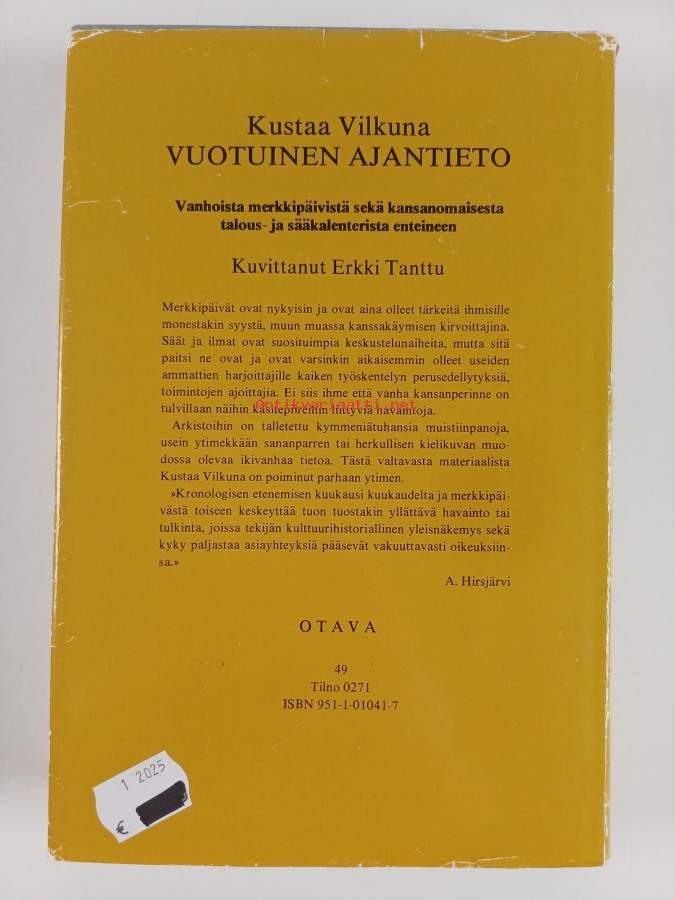 Kustaa Vilkuna
VUOTUINEN AJANTIETO
Vanhoista merkkipäivistä sekä kansanomaisesta
talous- ja sääkalenterista enteineen
Kuvittanut Erkki Tanttu
Merkkipäivät ovat nykyisin ja ovat aina olleet tärkeitä ihmisille
monestakin syystä, muun muassa kanssakäymisen kirvoittajina.
Säät ja ilmat ovat suosituimpia keskustelunaiheita, mutta sitä
paitsi ne ovat ja ovat varsinkin aikaisemmin olleet useiden
ammattien harjoittajille kaiken työskentelyn perusedellytyksiä,
toimintojen ajoittajia. Ei siis ihme että vanha kansanperinne on
tulvillaan näihin käsitepiireihin liittyviä havaintoja.
Antikvariaatti.net
Arkistoihin on talletettu kymmeniätuhansia muistiinpanoja,
usein ytimekkään sananparren tai herkullisen kielikuvan muo-
dossa olevaa ikivanhaa tietoa. Tästä valtavasta materiaalista
Kustaa Vilkuna on poiminut parhaan ytimen.
»Kronologisen etenemisen kuukausi kuukaudelta ja merkkipäi-
västä toiseen keskeyttää tuon tuostakin yllättävä havainto tai
tulkinta, joissa tekijän kulttuurihistoriallinen yleisnäkemys sekä
kyky paljastaa asiayhteyksiä pääsevät vakuuttavasti oikeuksiin-
sa.»
A. Hirsjärvi
OTAVA
49
Tilno 0271
ISBN 951-1-01041-7
1 2025
€